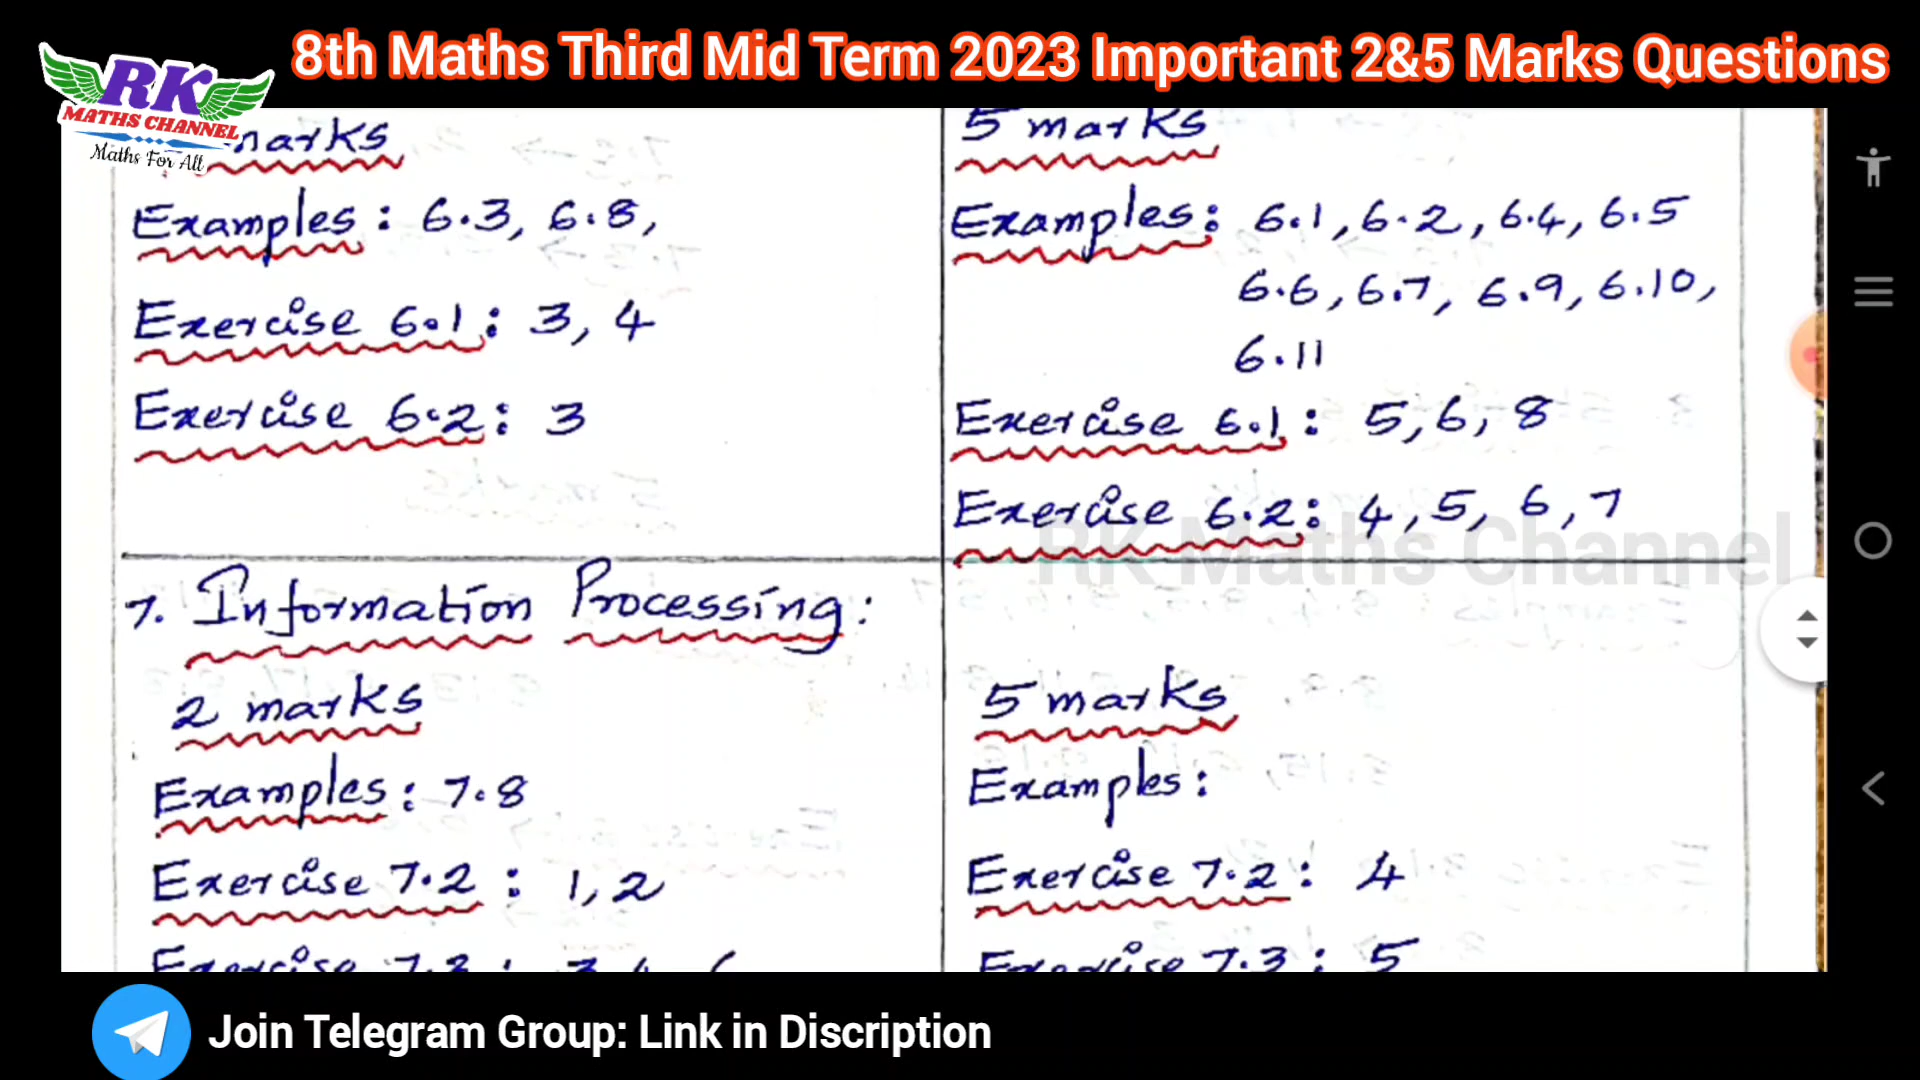 8th Maths Third Mid Term 2023 Important 2&5 Marks Questions
RK
MATHS CHANNEL
Maths For All
marks
Examples: 6.3, 6.8,
Exercise 6.1: 3, 4
Exercise 6.2: 3
5 marks
Examples: 6.1, 6.2, 6.4, 6.5
6.6, 6.7, 6.9, 6.10,
6.11
Exercise 6.1: 5, 6, 8
Exercise 6.2: 4, 5, 6, 7
RK Maths Channel
7. Information Processing:
2 marks
Examples: 7.8
Exercise 7.2: 1, 2
5 marks
Examples:
Exercise 7.2: 4
Exercise 7.3: 5
Join Telegram Group: Link in Discription